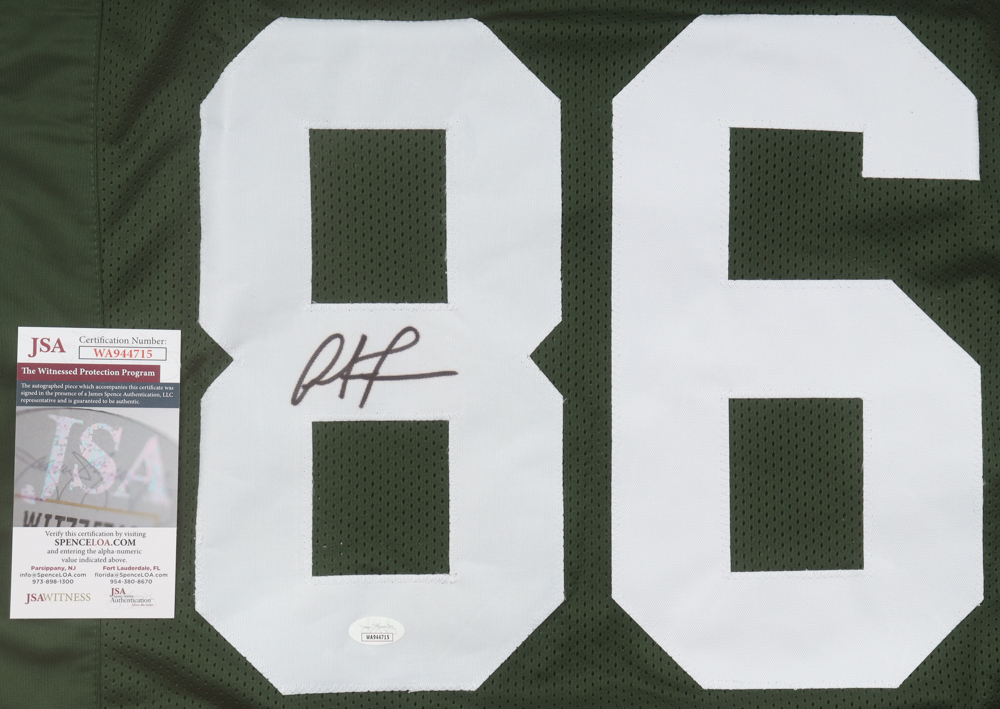 86
JSA
Certification Number:
WA944715
The Witnessed Protection Program
The autographed piece which accompanies this certificate was
signed in the presence of a James Spence Authentication, LLC
representative and is guaranteed to be authentic.
JSA
Verify this certification by visiting
SPENCELOA.COM
and entering the alpha-numeric
value indicated above.
Parsippany, NJ Fort Lauderdale, FL
info@SpenceLOA.com florida@SpenceLOA.com
973-898-1300 954-380-6670
JSAWITNESS
JSA
Authentication
WA944715